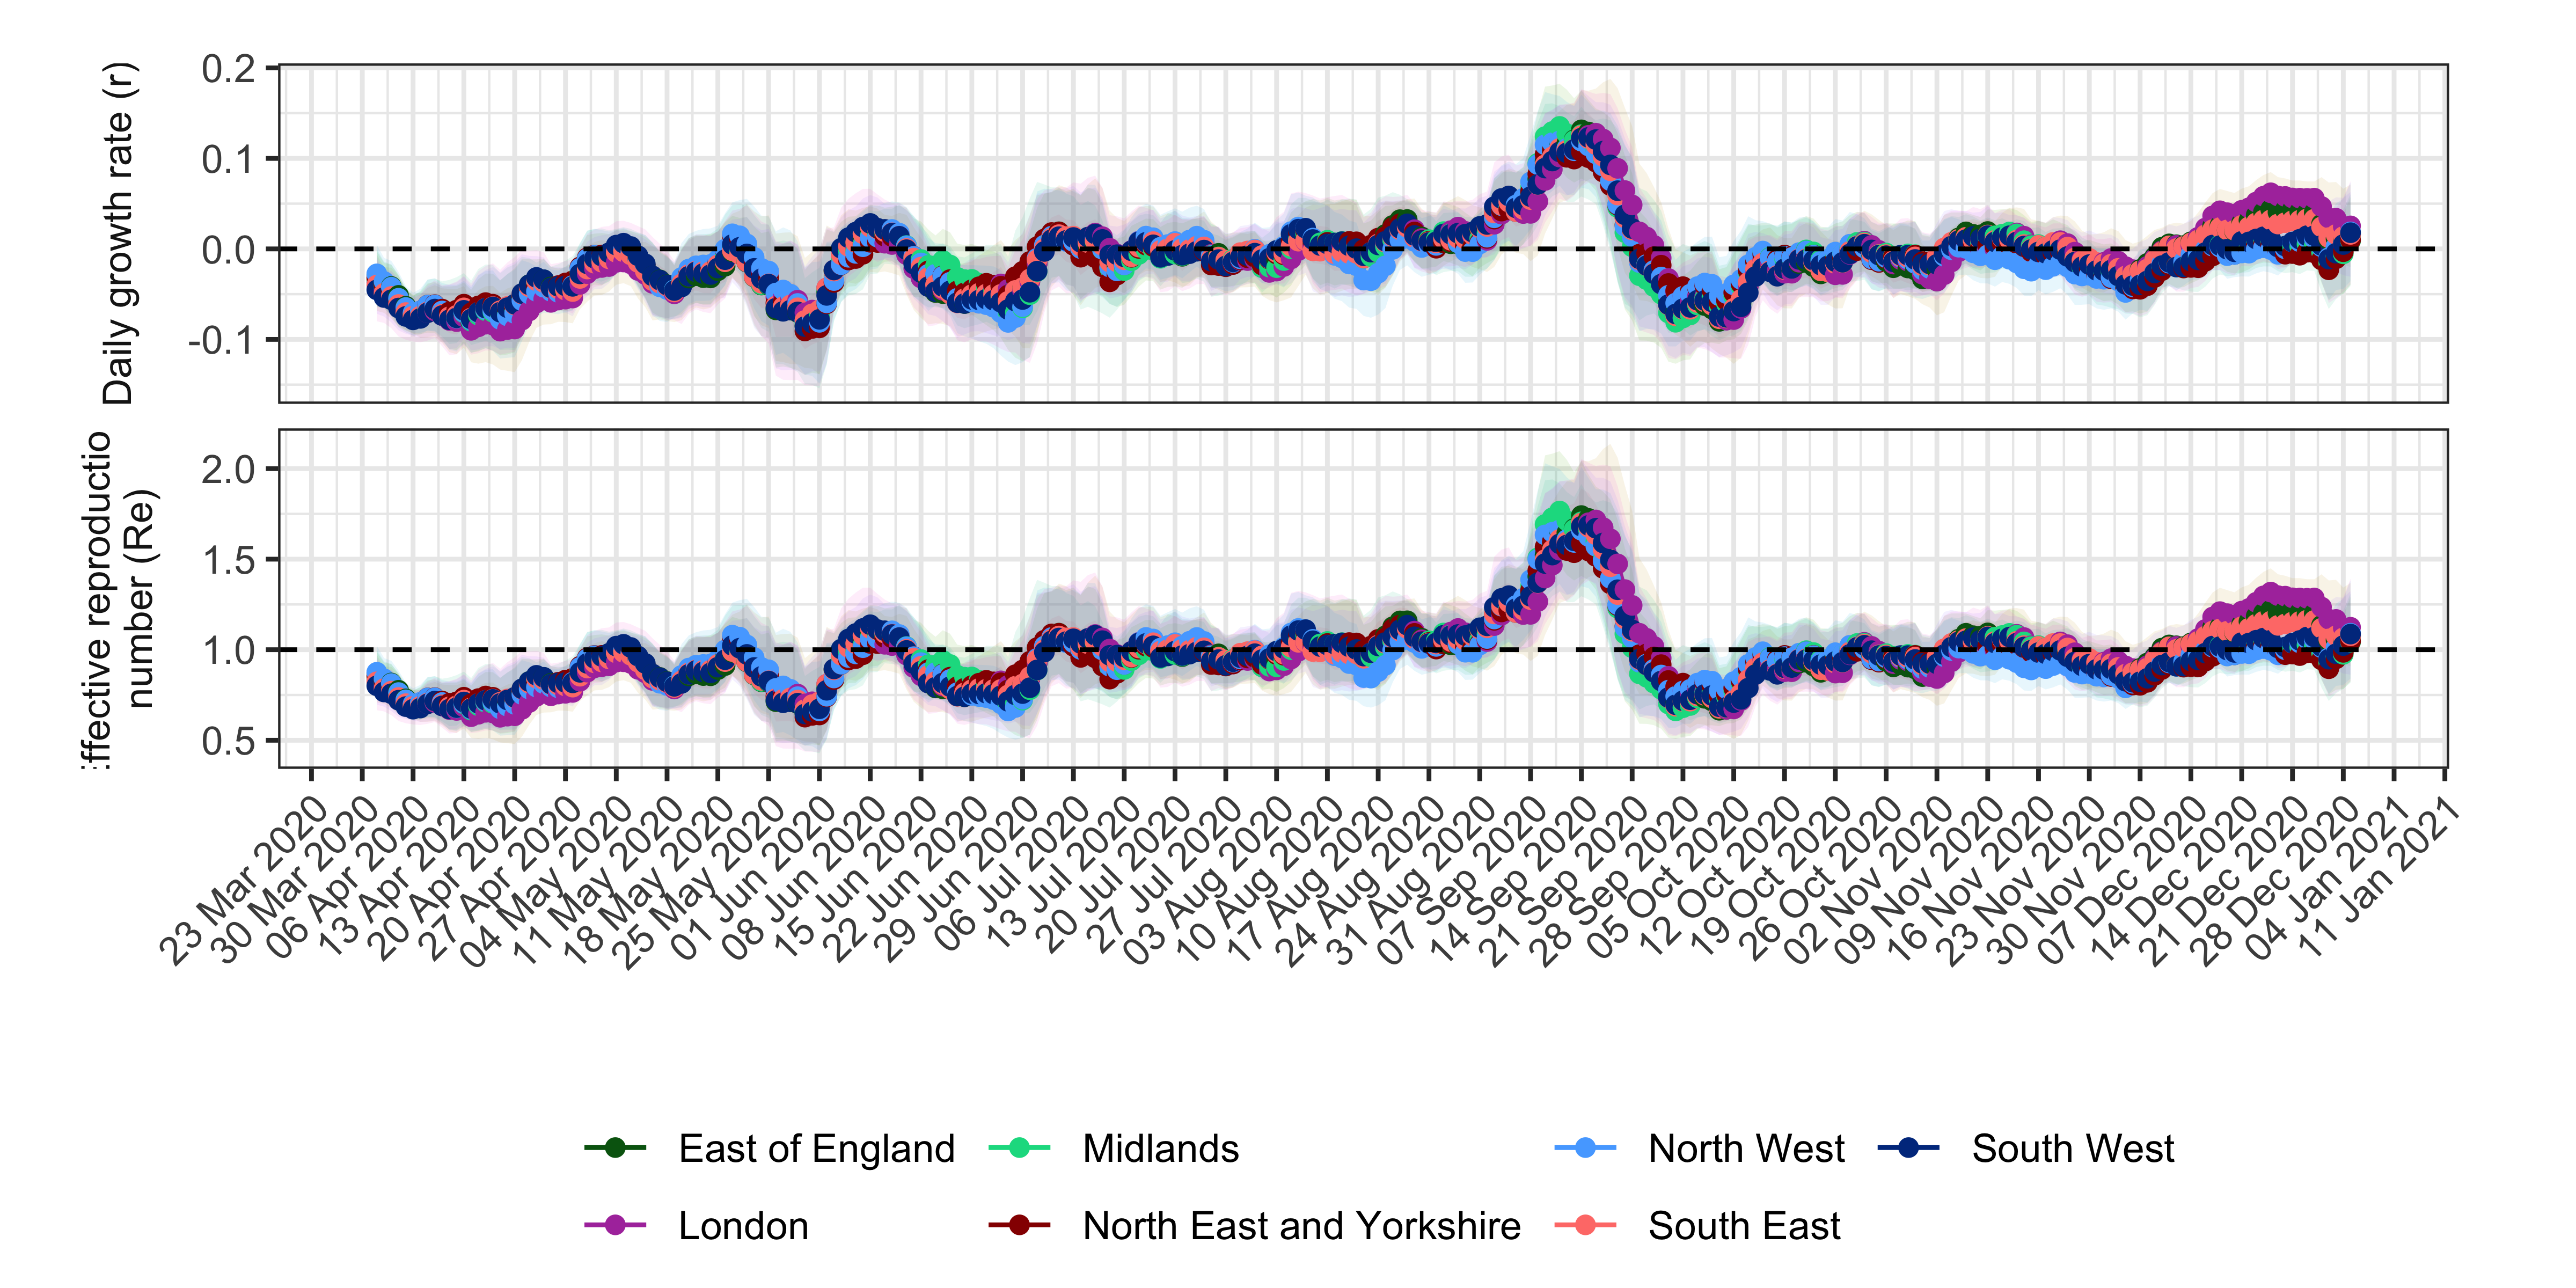 Daily growth rate (r)
0.2
0.1
0.0
-0.1
ffective reproductio
number (Re)
2.0
1.5
1.0
0.5
23 Mar 2020
30 Mar 2020
06 Apr 2020
13 Apr 2020
20 Apr 2020
27 Apr 2020
04 May 2020
11 May 2020
18 May 2020
25 May 2020
01 Jun 2020
08 Jun 2020
15 Jun 2020
22 Jun 2020
29 Jun 2020
06 Jul 2020
13 Jul 2020
20 Jul 2020
27 Jul 2020
03 Aug 2020
10 Aug 2020
17 Aug 2020
24 Aug 2020
31 Aug 2020
07 Sep 2020
14 Sep 2020
21 Sep 2020
28 Sep 2020
05 Oct 2020
12 Oct 2020
19 Oct 2020
26 Oct 2020
02 Nov 2020
09 Nov 2020
16 Nov 2020
23 Nov 2020
30 Nov 2020
07 Dec 2020
14 Dec 2020
21 Dec 2020
28 Dec 2020
04 Jan 2021
11 Jan 2021
East of England
Midlands
North West
South West
London
North East and Yorkshire
South East